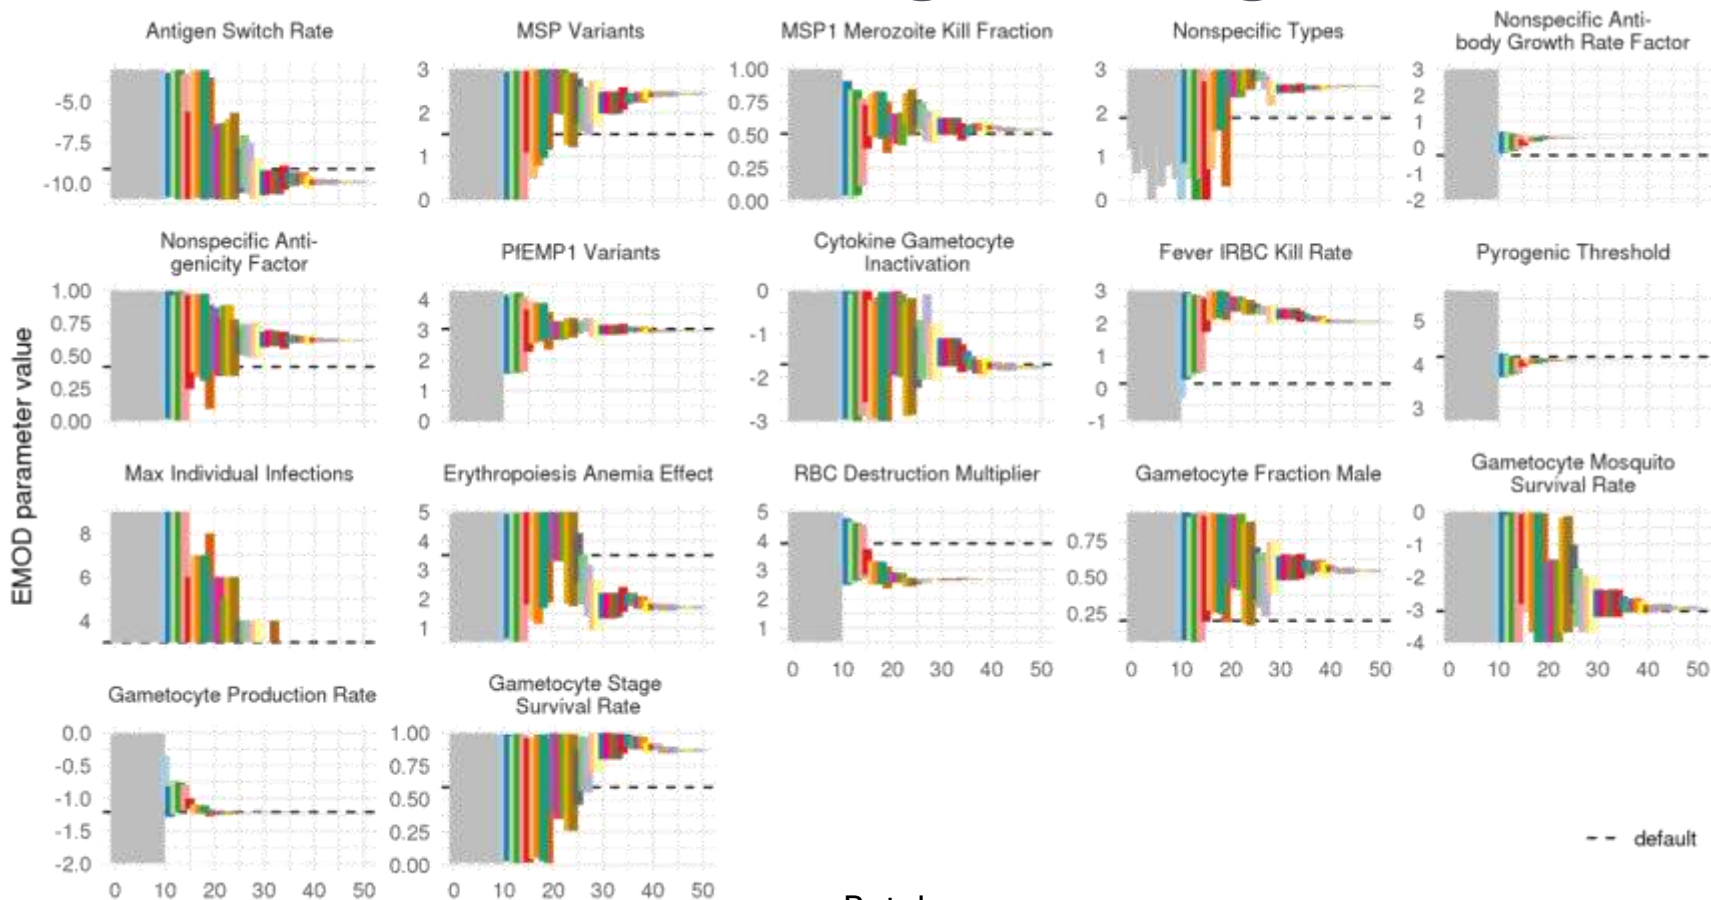 Antigen Switch Rate
MSP Variants
MSP1 Merozoite Kill Fraction
Nonspecific Types
Nonspecific Anti-
body Growth Rate Factor
-5.0
-7.5
-10.0
3
2
1
0
1.00
0.75
0.50
0.25
0.00
3
2
1
0
3
2
1
0
-1
-2
Nonspecific Anti-
genicity Factor
PfEMP1 Variants
Cytokine Gametocyte
Inactivation
Fever IRBC Kill Rate
Pyrogenic Threshold
1.00
0.75
0.50
0.25
0.00
4
3
2
1
0
0
-1
-2
-3
3
2
1
0
-1
5
4
3
EMOD parameter value
Max Individual Infections
Erythropoiesis Anemia Effect
RBC Destruction Multiplier
Gametocyte Fraction Male
Gametocyte Mosquito
Survival Rate
8
6
4
5
4
3
2
1
5
4
3
2
1
0.75
0.50
0.25
0
-1
-2
-3
-4
0 10 20 30 40 50
0 10 20 30 40 50
0 10 20 30 40 50
Gametocyte Production Rate
Gametocyte Stage
Survival Rate
0.0
-0.5
-1.0
-1.5
-2.0
1.00
0.75
0.50
0.25
0.00
0 10 20 30 40 50
0 10 20 30 40 50
default